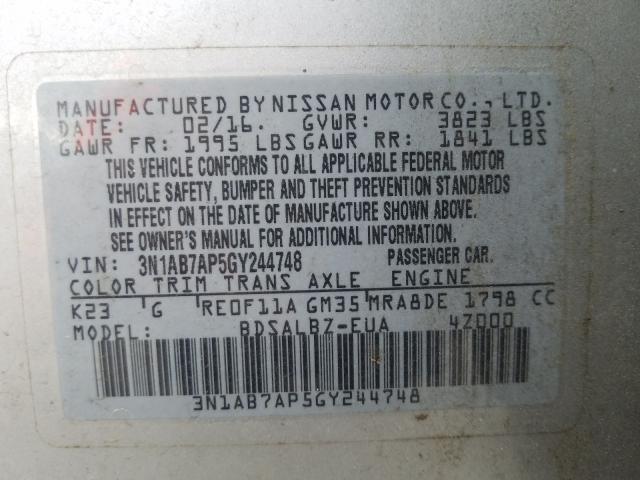 MANUFACTURED BY NISSAN MOTOR CO., LTD.
DATE: 02/16. GVWR: 3823 LBS
GAWR FR: 1995 LBS GAWR RR: 1841 LBS
THIS VEHICLE CONFORMS TO ALL APPLICABLE FEDERAL MOTOR
VEHICLE SAFETY, BUMPER AND THEFT PREVENTION STANDARDS
IN EFFECT ON THE DATE OF MANUFACTURE SHOWN ABOVE.
SEE OWNER'S MANUAL FOR ADDITIONAL INFORMATION.
VIN: 3N1AB7AP5GY244748 PASSENGER CAR.
COLOR TRIM TRANS AXLE ENGINE
K23 G RE0F11A GM35 MRA8DE 1798 CC
MODEL: BDSALBZ-EUA 4Z000
3N1AB7AP5GY244748